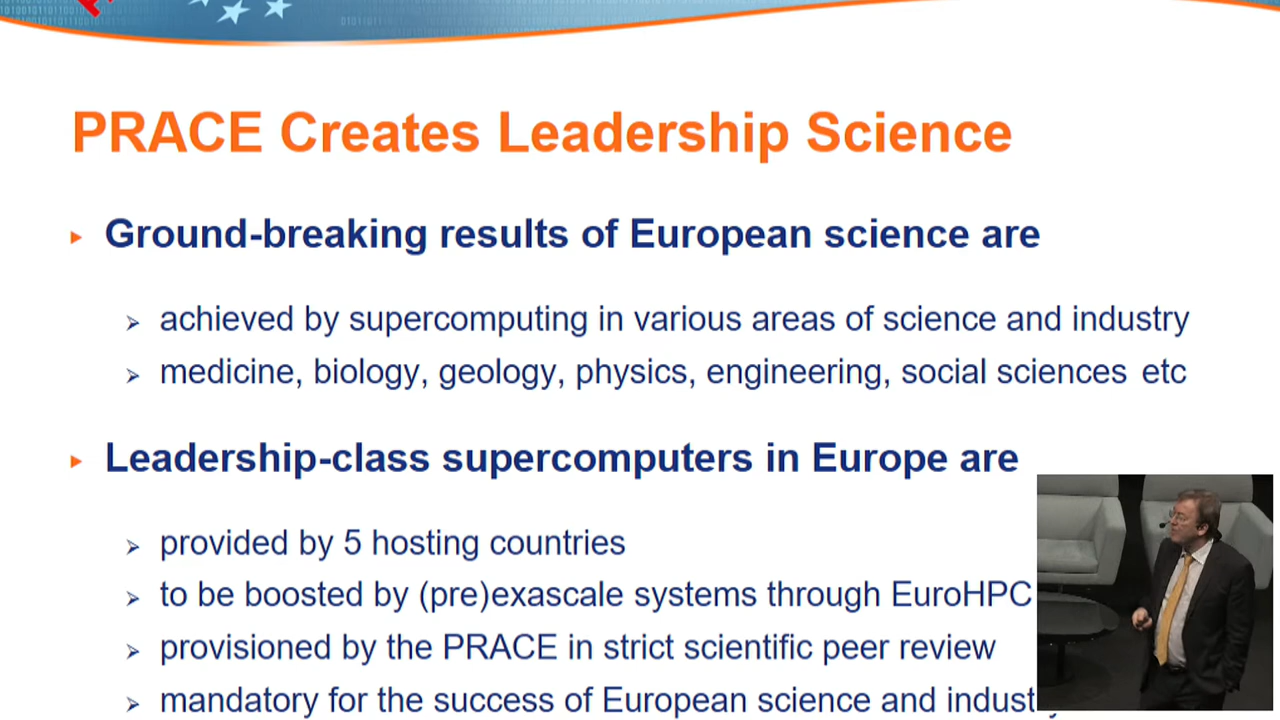 PRACE Creates Leadership Science
Ground-breaking results of European science are
achieved by supercomputing in various areas of science and industry
medicine, biology, geology, physics, engineering, social sciences etc
Leadership-class supercomputers in Europe are
provided by 5 hosting countries
to be boosted by (pre)exascale systems through EuroHPC
provisioned by the PRACE in strict scientific peer review
mandatory for the success of European science and industry